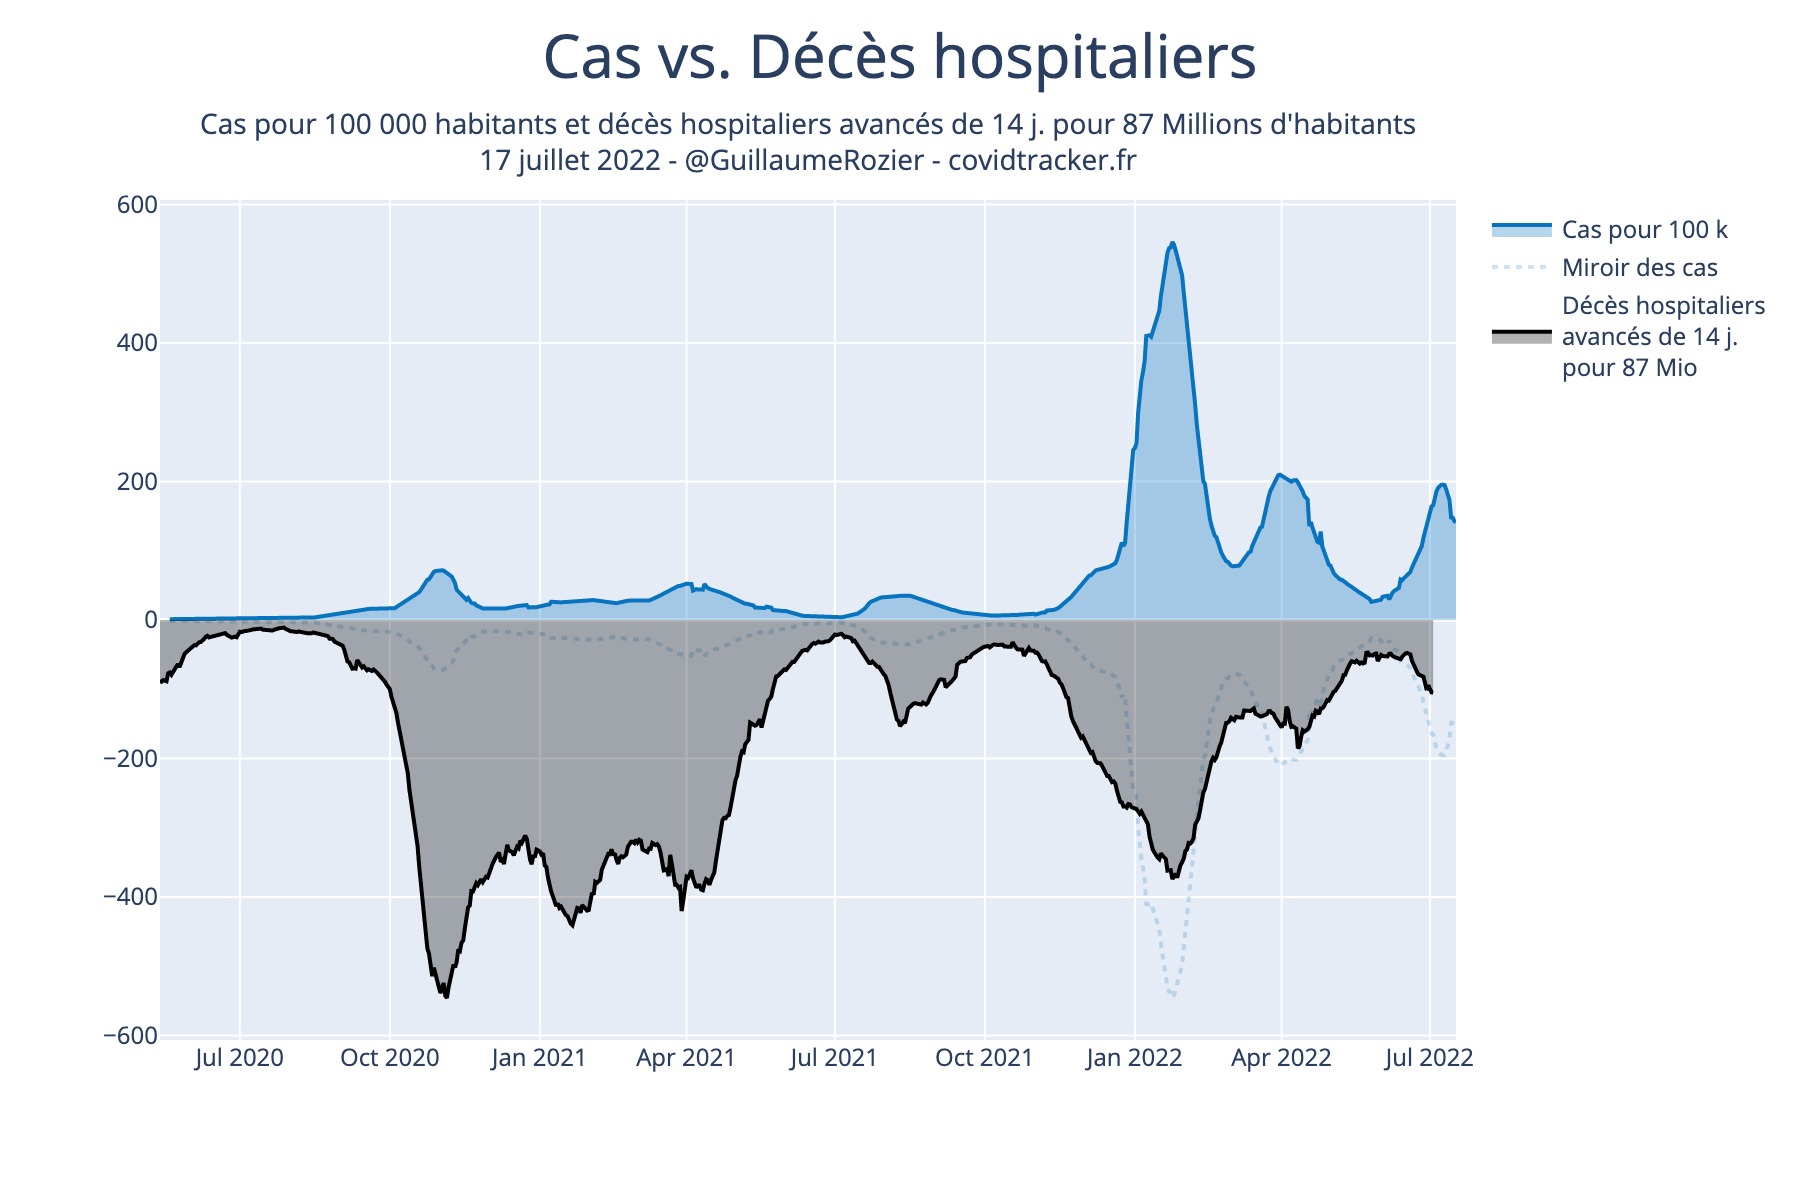 Cas vs. Décès hospitaliers
Cas pour 100 000 habitants et décès hospitaliers avancés de 14 j. pour 87 Millions d'habitants
17 juillet 2022 - @GuillaumeRozier - covidtracker.fr
600
400
200
0
−200
−400
−600
Jul 2020
Oct 2020
Jan 2021
Apr 2021
Jul 2021
Oct 2021
Jan 2022
Apr 2022
Jul 2022
Cas pour 100 k
Miroir des cas
Décès hospitaliers
avancés de 14 j.
pour 87 Mio